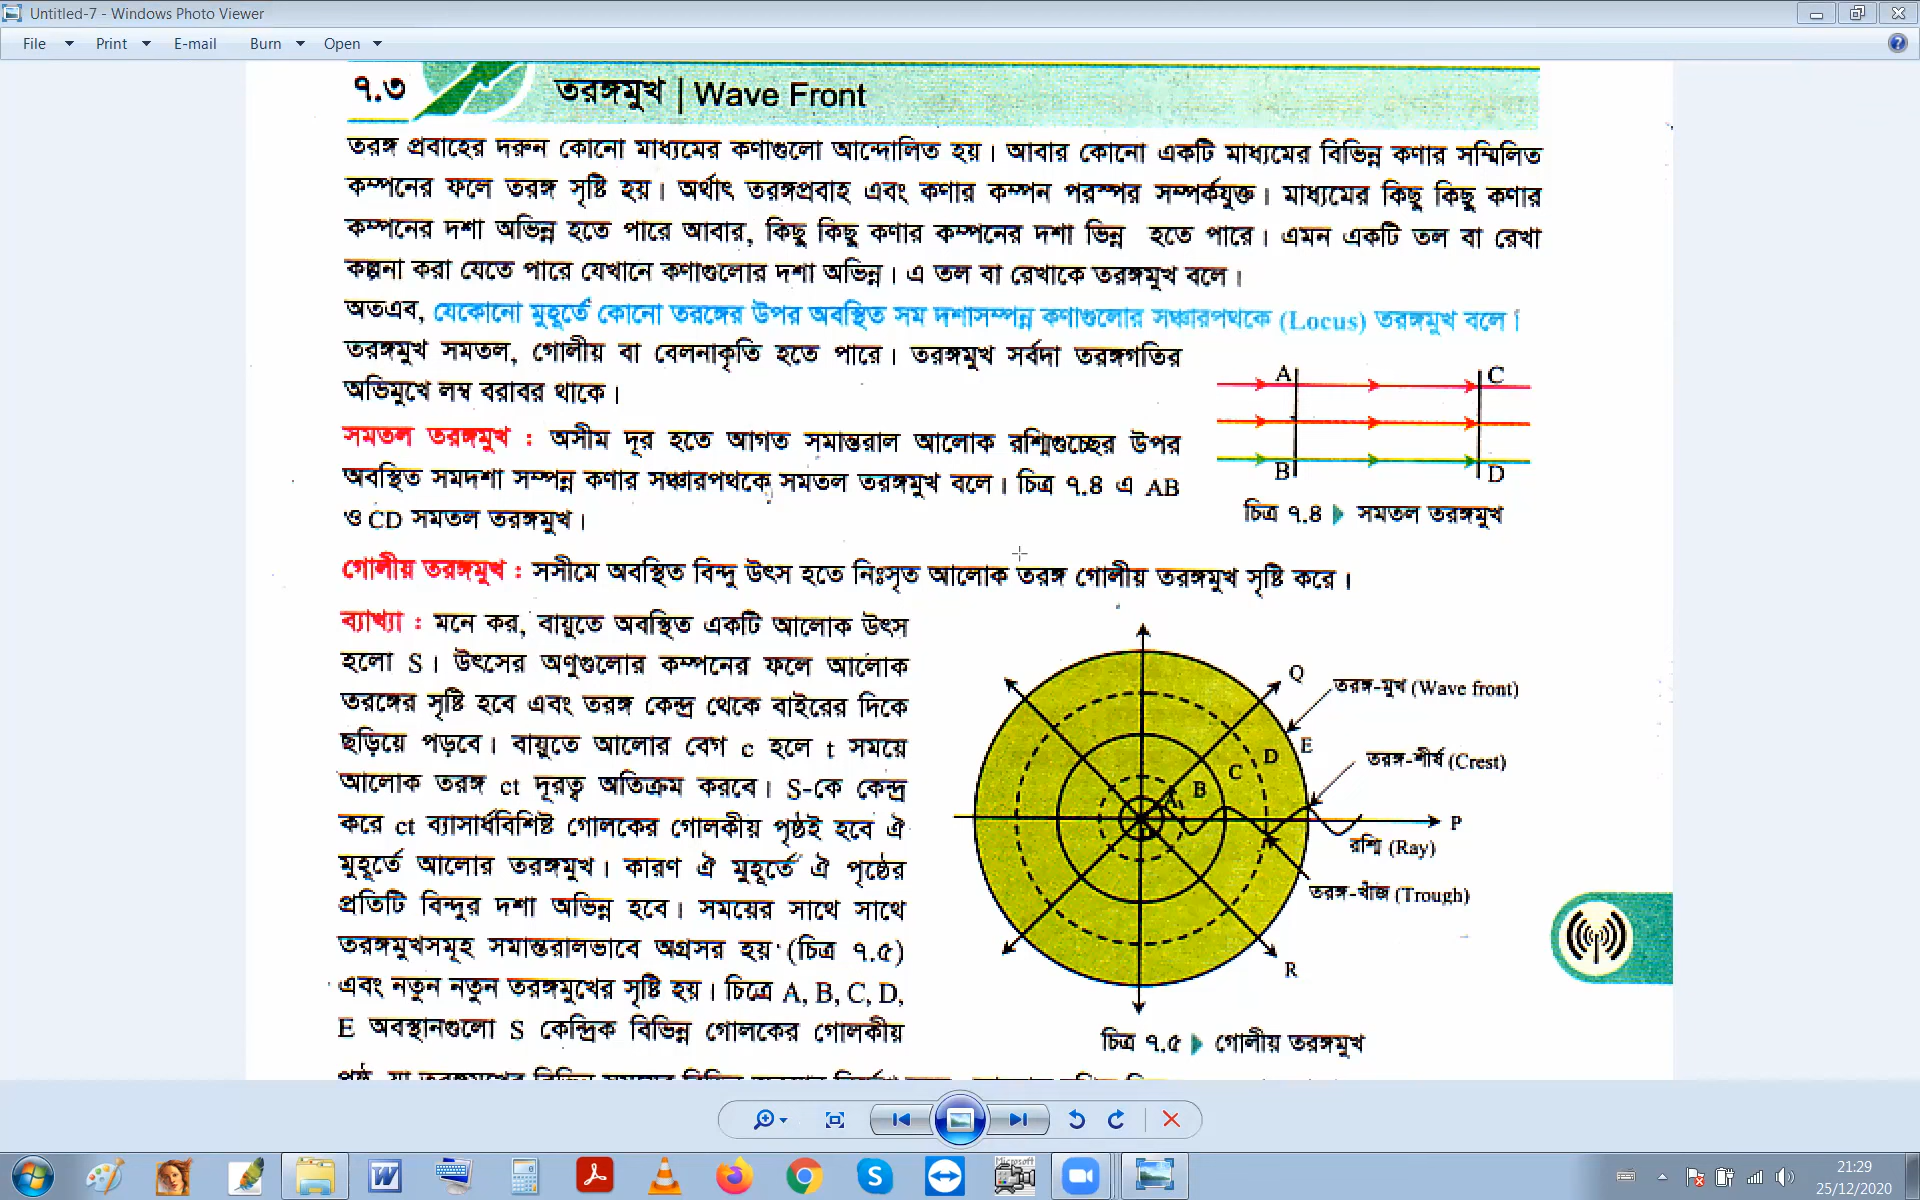 Untitled-7 - Windows Photo Viewer
File Print E-mail Burn Open
৭.৩ তরঙ্গমুখ | Wave Front
তরঙ্গ প্রবাহের দরুন কোনো মাধ্যমের কণাগুলো আন্দোলিত হয়। আবার কোনো একটি মাধ্যমের বিভিন্ন কণার সম্মিলিত
কম্পনের ফলে তরঙ্গ সৃষ্টি হয়। অর্থাৎ তরঙ্গপ্রবাহ এবং কণার কম্পন পরস্পর সম্পর্কযুক্ত। মাধ্যমের কিছু কিছু কণার
কম্পনের দশা অভিন্ন হতে পারে আবার, কিছু কিছু কণার কম্পনের দশা ভিন্ন হতে পারে। এমন একটি তল বা রেখা
কল্পনা করা যেতে পারে যেখানে কণাগুলোর দশা অভিন্ন। এ তল বা রেখাকে তরঙ্গমুখ বলে।
অতএব, যেকোনো মুহূর্তে কোনো তরঙ্গের উপর অবস্থিত সম দশাসম্পন্ন কণাগুলোর সঞ্চারপথকে (Locus) তরঙ্গমুখ বলে।
তরঙ্গমুখ সমতল, গোলীয় বা বেলনাকৃতি হতে পারে। তরঙ্গমুখ সর্বদা তরঙ্গগতির
অভিমুখে লম্ব বরাবর থাকে।
সমতল তরঙ্গমুখ : অসীম দূর হতে আগত সমান্তরাল আলোক রশ্মিগুচ্ছের উপর
অবস্থিত সমদশা সম্পন্ন কণার সঞ্চারপথকে সমতল তরঙ্গমুখ বলে। চিত্র ৭.৪ এ AB
ও CD সমতল তরঙ্গমুখ।
A C
B D
চিত্র ৭.৪ সমতল তরঙ্গমুখ
গোলীয় তরঙ্গমুখ : সসীমে অবস্থিত বিন্দু উৎস হতে নিঃসৃত আলোক তরঙ্গ গোলীয় তরঙ্গমুখ সৃষ্টি করে।
ব্যাখ্যা : মনে কর, বায়ুতে অবস্থিত একটি আলোক উৎস
হলো S। উৎসের অণুগুলোর কম্পনের ফলে আলোক
তরঙ্গের সৃষ্টি হবে এবং তরঙ্গ কেন্দ্র থেকে বাইরের দিকে
ছড়িয়ে পড়বে। বায়ুতে আলোর বেগ c হলে t সময়ে
আলোক তরঙ্গ ct দূরত্ব অতিক্রম করবে। S-কে কেন্দ্র
করে ct ব্যাসার্ধবিশিষ্ট গোলকের গোলকীয় পৃষ্ঠই হবে ঐ
মুহূর্তে আলোর তরঙ্গমুখ। কারণ ঐ মুহূর্তে ঐ পৃষ্ঠের
প্রতিটি বিন্দুর দশা অভিন্ন হবে। সময়ের সাথে সাথে
তরঙ্গমুখসমূহ সমান্তরালভাবে অগ্রসর হয় (চিত্র ৭.৫)
এবং নতুন নতুন তরঙ্গমুখের সৃষ্টি হয়। চিত্রে A, B, C, D,
E অবস্থানগুলো S কেন্দ্রিক বিভিন্ন গোলকের গোলকীয়
Q
তরঙ্গ-মুখ (Wave front)
E
D
তরঙ্গ-শীর্ষ (Crest)
C
B
A
P
রশ্মি (Ray)
তরঙ্গ-খাঁজ (Trough)
R
চিত্র ৭.৫ গোলীয় তরঙ্গমুখ
21:29
25/12/2020